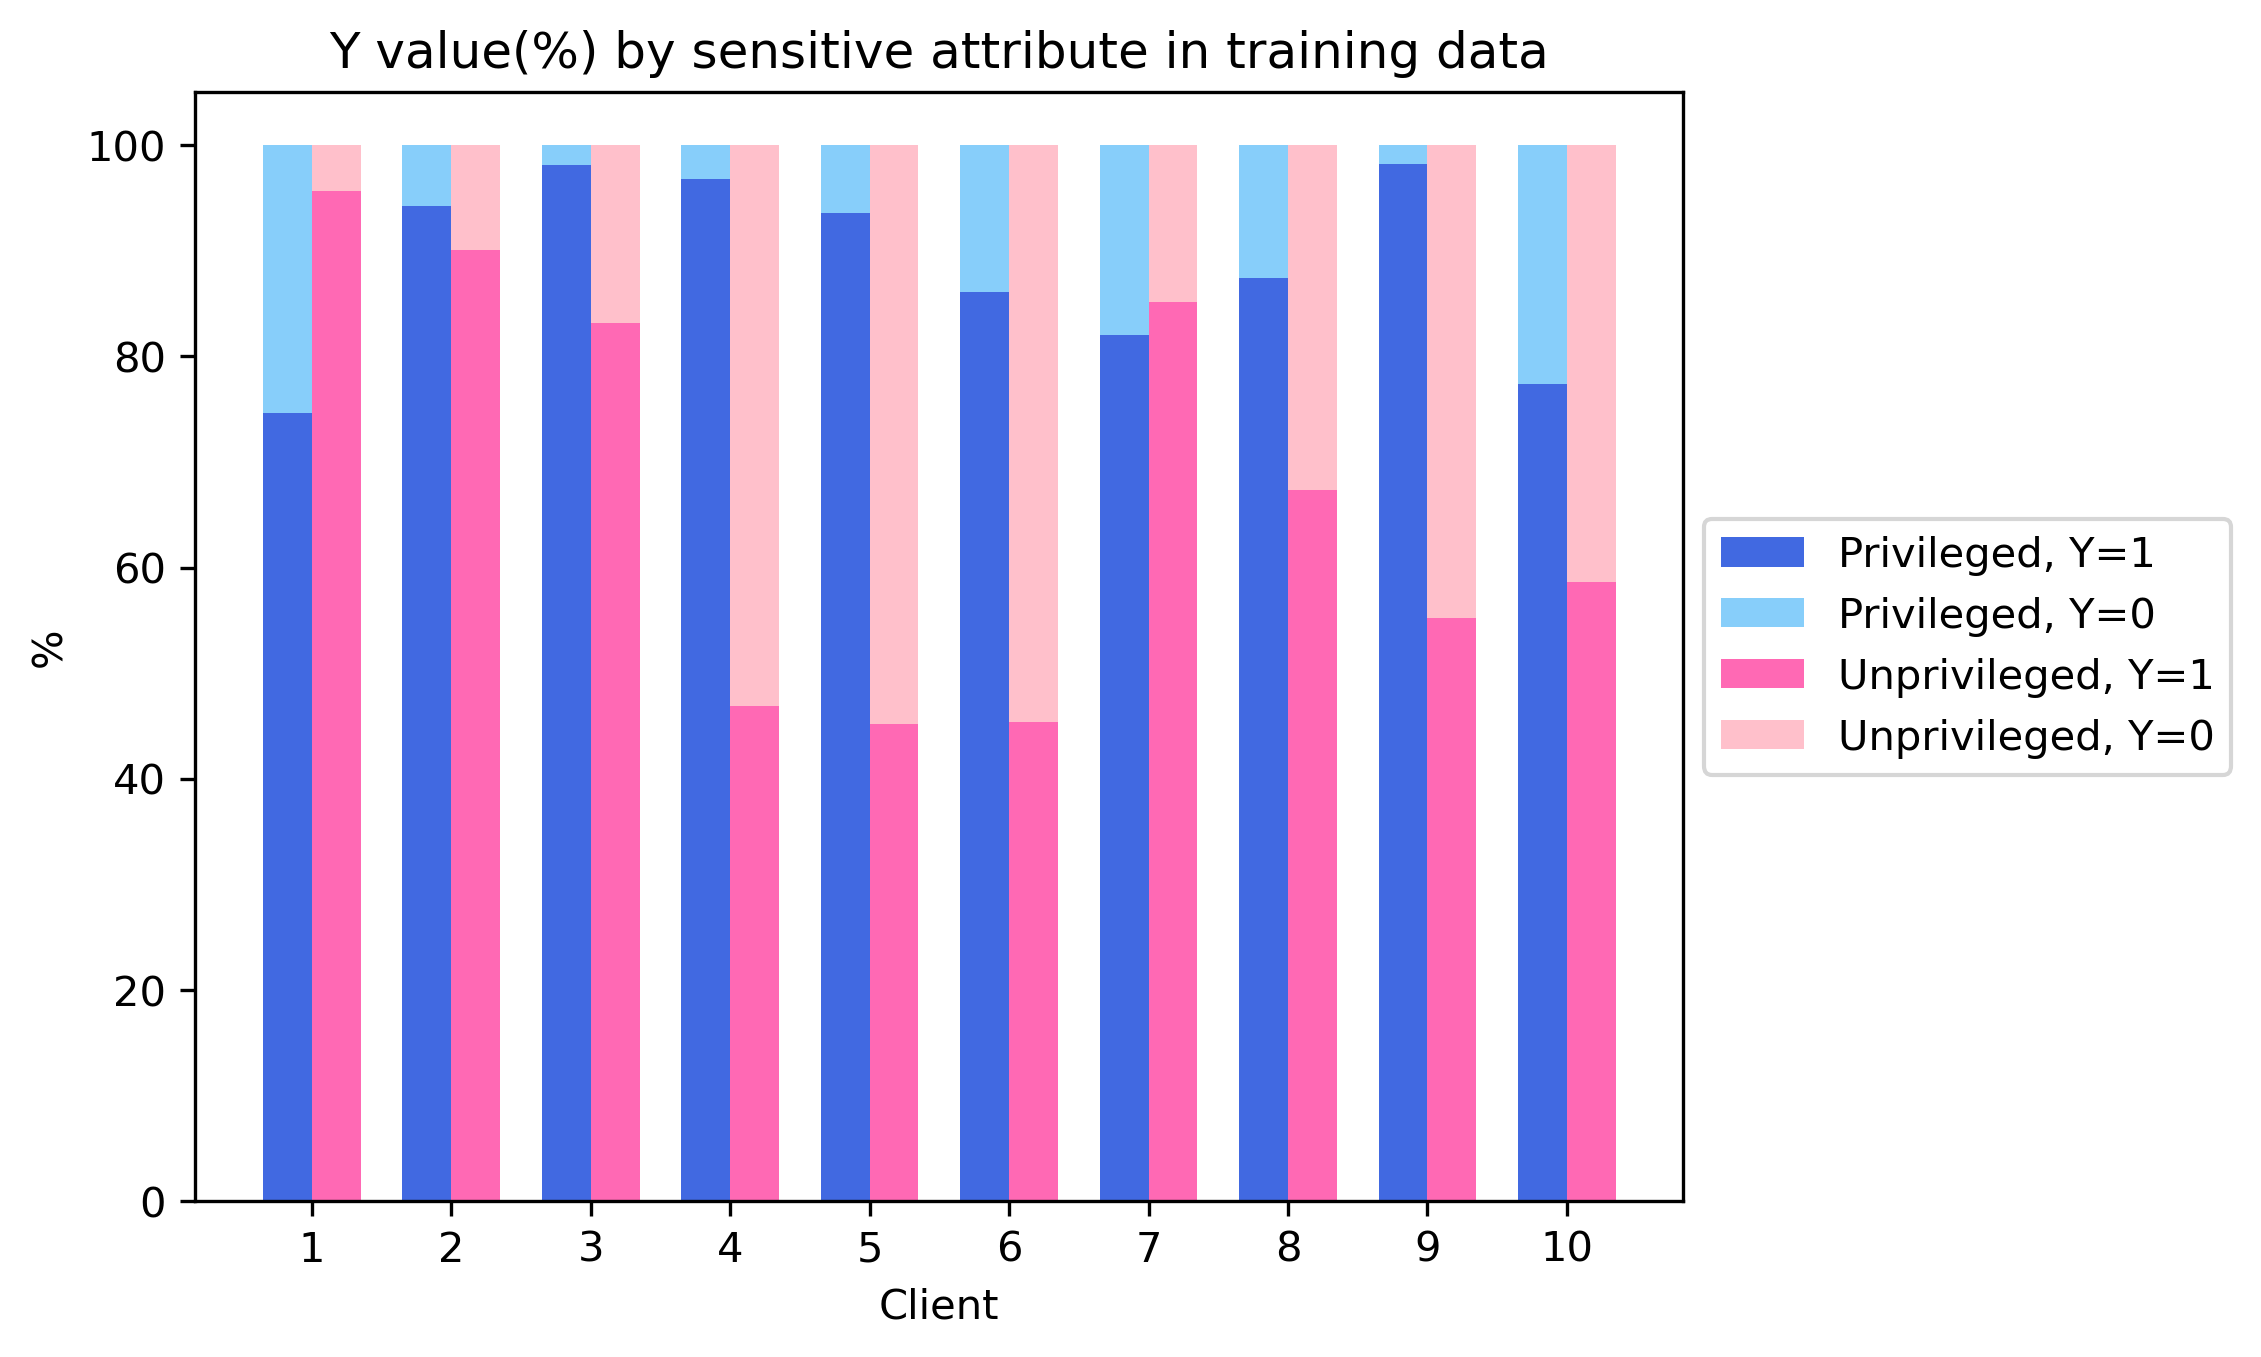 Y value(%) by sensitive attribute in training data
100
80
60
40
20
0
%
1 2 3 4 5 6 7 8 9 10
Client
Privileged, Y=1
Privileged, Y=0
Unprivileged, Y=1
Unprivileged, Y=0